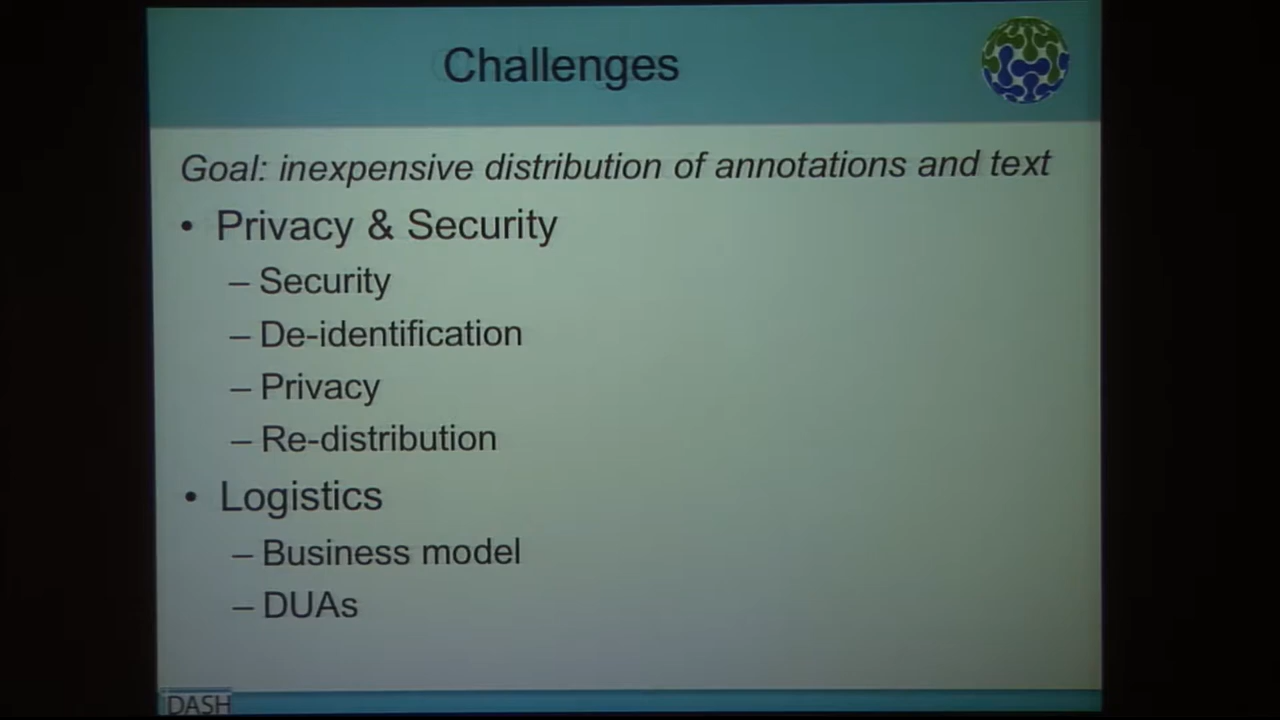 Challenges
Goal: inexpensive distribution of annotations and text
• Privacy & Security
– Security
– De-identification
– Privacy
– Re-distribution
• Logistics
– Business model
– DUAs
iDASH